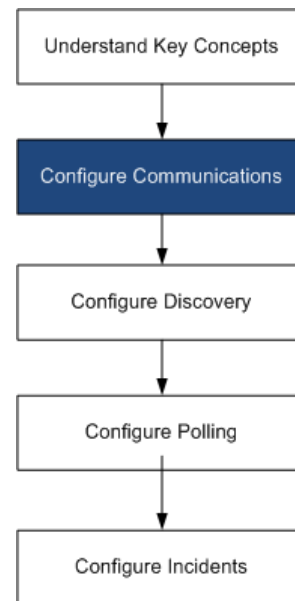 Understand Key Concepts
Configure Communications
Configure Discovery
Configure Polling
Configure Incidents